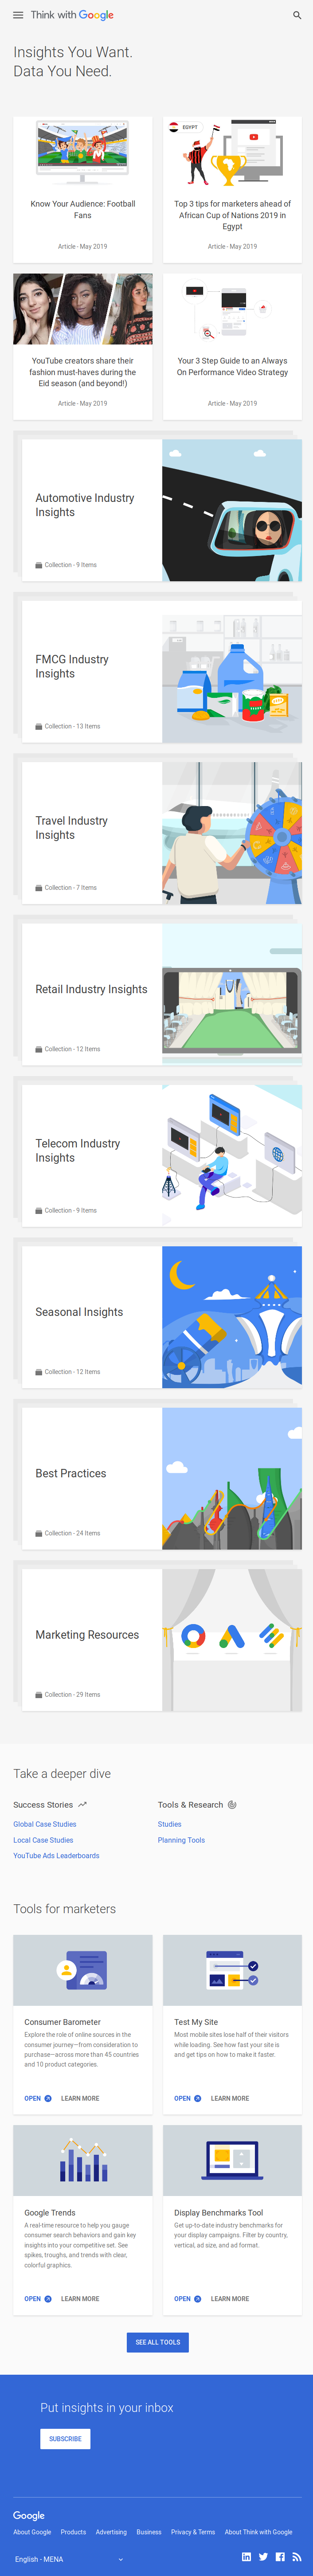 Think with Google
Insights You Want.
Data You Need.
Know Your Audience: Football
Fans
Article - May 2019
EGYPT
Top 3 tips for marketers ahead of
African Cup of Nations 2019 in
Egypt
Article - May 2019
YouTube creators share their
fashion must-haves during the
Eid season (and beyond!)
Article - May 2019
Your 3 Step Guide to an Always
On Performance Video Strategy
Article - May 2019
Automotive Industry
Insights
Collection - 9 Items
FMCG Industry
Insights
Collection - 13 Items
Travel Industry
Insights
Collection - 7 Items
Retail Industry Insights
Collection - 12 Items
Telecom Industry
Insights
Collection - 9 Items
Seasonal Insights
Collection - 12 Items
Best Practices
Collection - 24 Items
Marketing Resources
Collection - 29 Items
Take a deeper dive
Success Stories
Global Case Studies
Local Case Studies
YouTube Ads Leaderboards
Tools & Research
Studies
Planning Tools
Tools for marketers
Consumer Barometer
Explore the role of online sources in the
consumer journey—from consideration to
purchase—across more than 45 countries
and 10 product categories.
OPEN LEARN MORE
Test My Site
Most mobile sites lose half of their visitors
while loading. See how fast your site is
and get tips on how to make it faster.
OPEN LEARN MORE
Google Trends
A real-time resource to help you gauge
consumer search behaviors and gain key
insights into your competitive set. See
spikes, troughs, and trends with clear,
colorful graphics.
OPEN LEARN MORE
Display Benchmarks Tool
Get up-to-date industry benchmarks for
your display campaigns. Filter by country,
vertical, ad size, and ad format.
OPEN LEARN MORE
SEE ALL TOOLS
Put insights in your inbox
SUBSCRIBE
Google
About Google Products Advertising Business Privacy & Terms About Think with Google
English - MENA